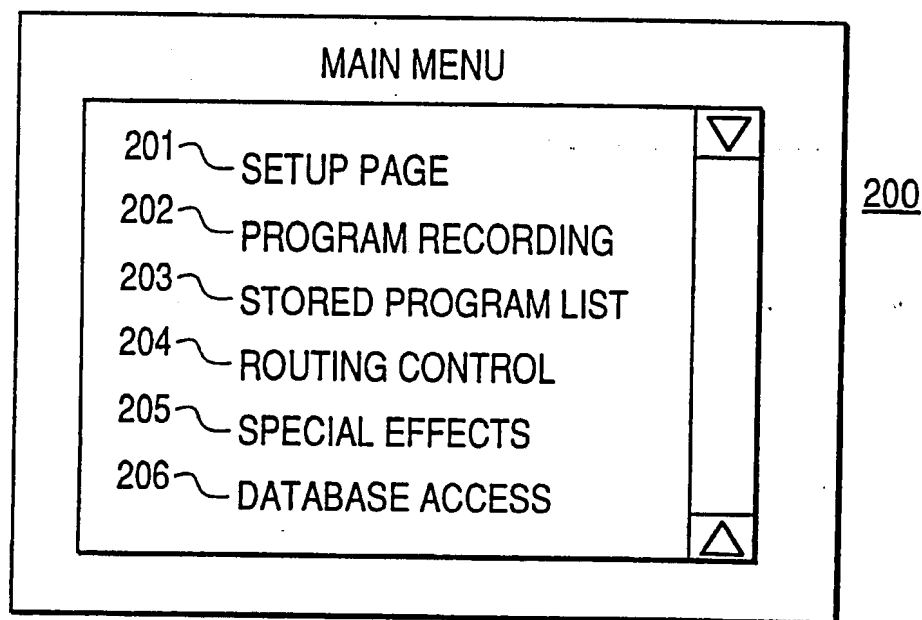 MAIN MENU
201 SETUP PAGE
200
202 PROGRAM RECORDING
203 STORED PROGRAM LIST
204 ROUTING CONTROL
205 SPECIAL EFFECTS
206 DATABASE ACCESS